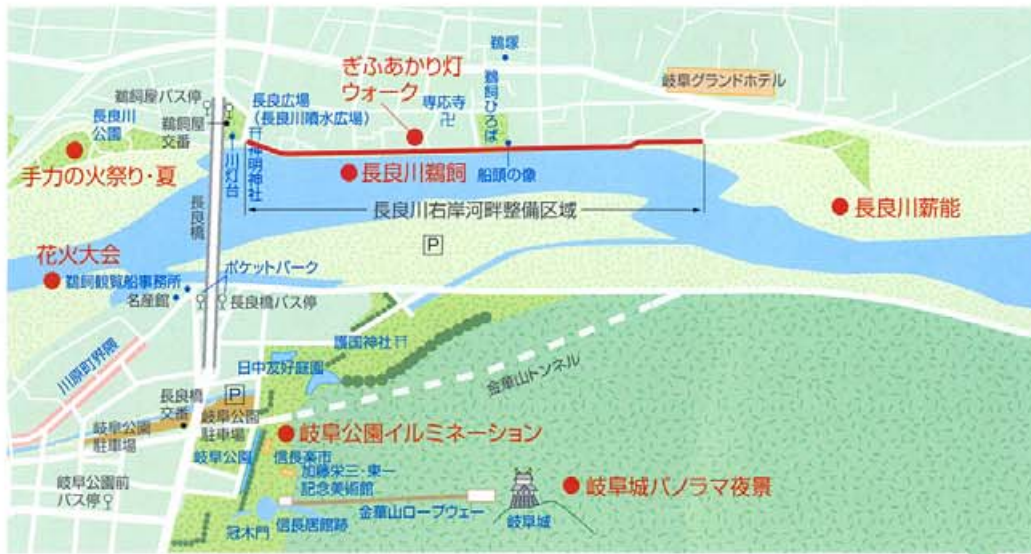 鵜塚
ぎふあかり灯
ウォーク
岐阜グランドホテル
鵜飼屋バス停
長良広場
(長良川噴水広場)
専応寺
卍
鵜飼ひろば
長良川
公園
鵜飼屋
交番
手力の火祭り・夏
川灯台
神明神社
長良川鵜飼
船頭の像
長良川右岸河畔整備区域
長良川薪能
長良橋
P
花火大会
ポケットパーク
鵜飼観覧船事務所
名産館
長良橋バス停
護国神社
日中友好庭園
川原町界隈
金華山トンネル
長良橋
交番
P
岐阜公園
駐車場
岐阜公園
駐車場
岐阜公園イルミネーション
岐阜公園
信長楽市
加藤栄三・東一
記念美術館
岐阜城パノラマ夜景
岐阜公園前
バス停
金華山ロープウェー
冠木門
信長居館跡
岐阜城